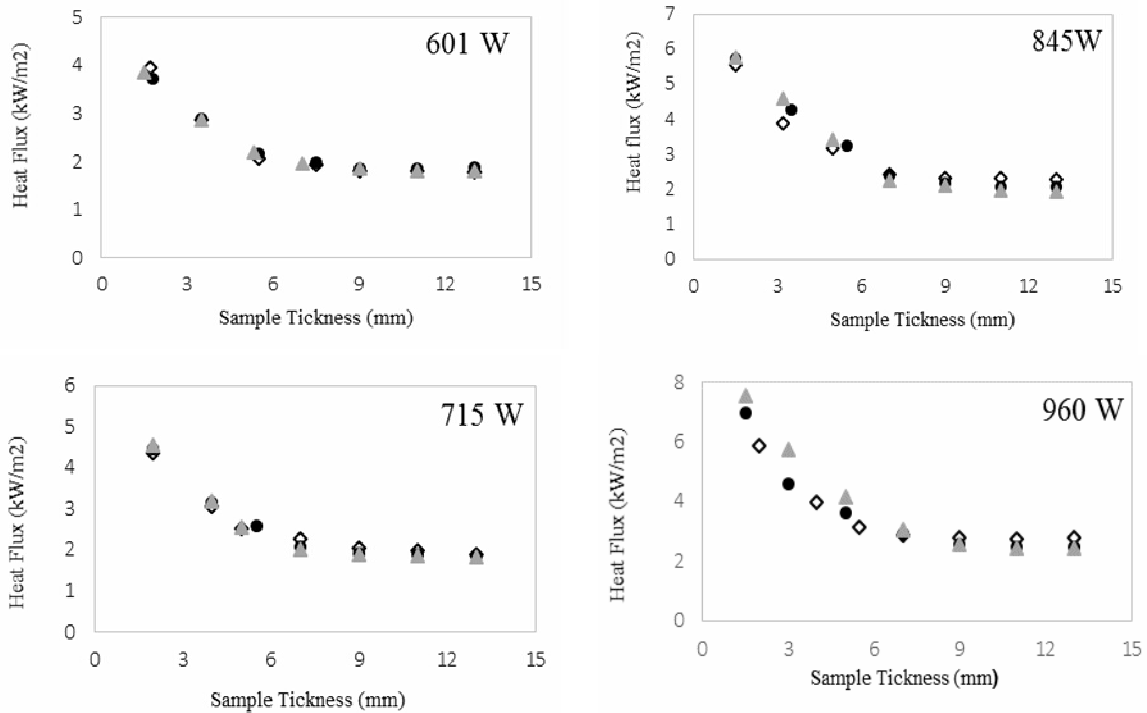 601 W
Heat Flux (kW/m2)
5
4
3
2
1
0
0 3 6 9 12 15
Sample Tickness (mm)
845W
Heat flux (kW/m2)
7
6
5
4
3
2
1
0
0 3 6 9 12 15
Sample Tickness (mm)
715 W
Heat Flux (kW/m2)
6
5
4
3
2
1
0
0 3 6 9 12 15
Sample Tickness (mm)
960 W
Heat Flux (kW/m2)
8
6
4
2
0
0 3 6 9 12 15
Sample Tickness (mm)